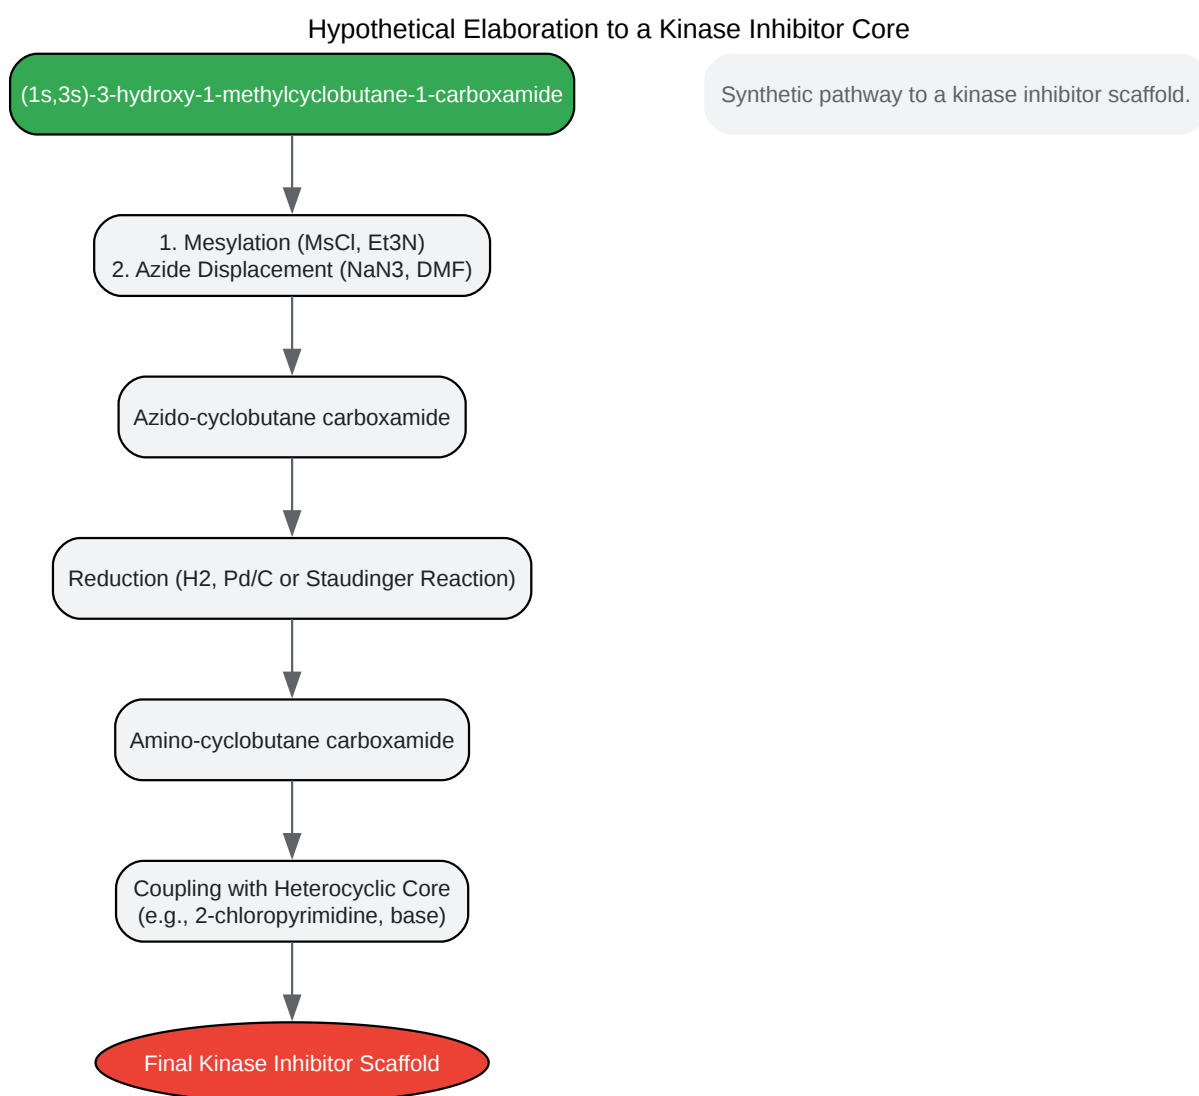 Hypothetical Elaboration to a Kinase Inhibitor Core
(1s,3s)-3-hydroxy-1-methylcyclobutane-1-carboxamide
Synthetic pathway to a kinase inhibitor scaffold.
1. Mesylation (MsCl, Et3N)
2. Azide Displacement (NaN3, DMF)
Azido-cyclobutane carboxamide
Reduction (H2, Pd/C or Staudinger Reaction)
Amino-cyclobutane carboxamide
Coupling with Heterocyclic Core
(e.g., 2-chloropyrimidine, base)
Final Kinase Inhibitor Scaffold